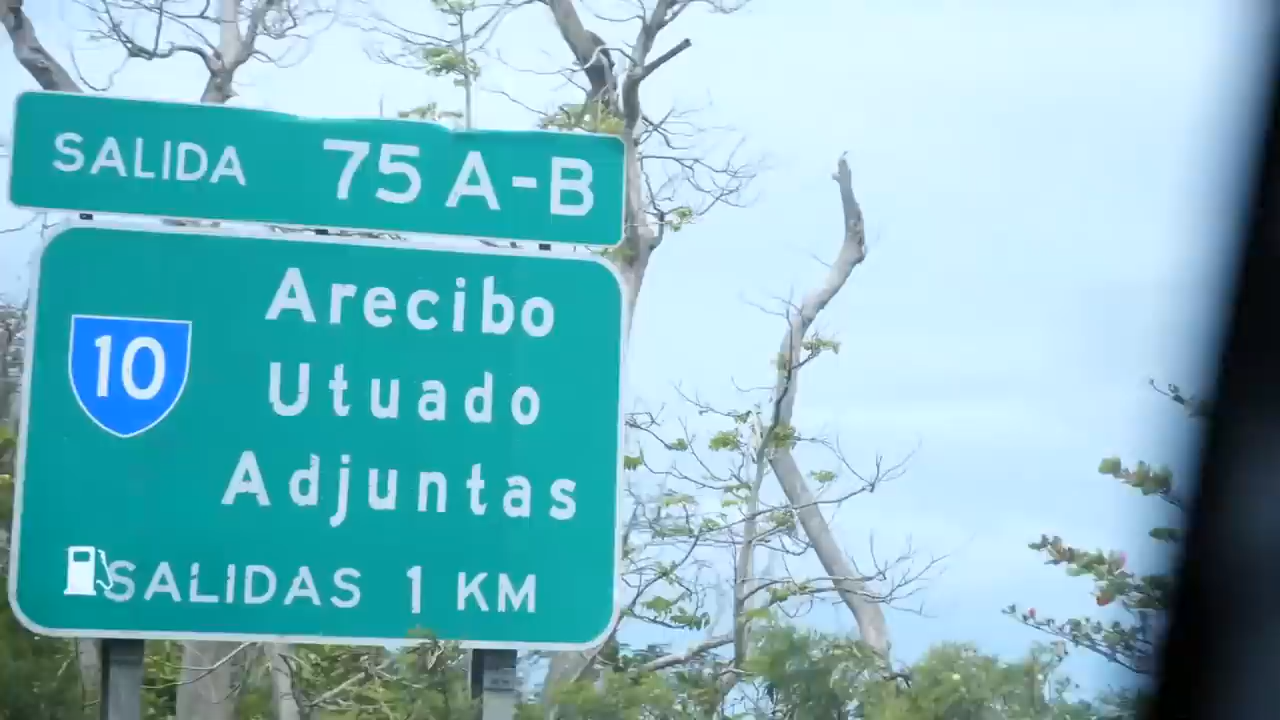 SALIDA 75 A-B
Arecibo
10
Utuado
Adjuntas
SALIDAS 1 KM